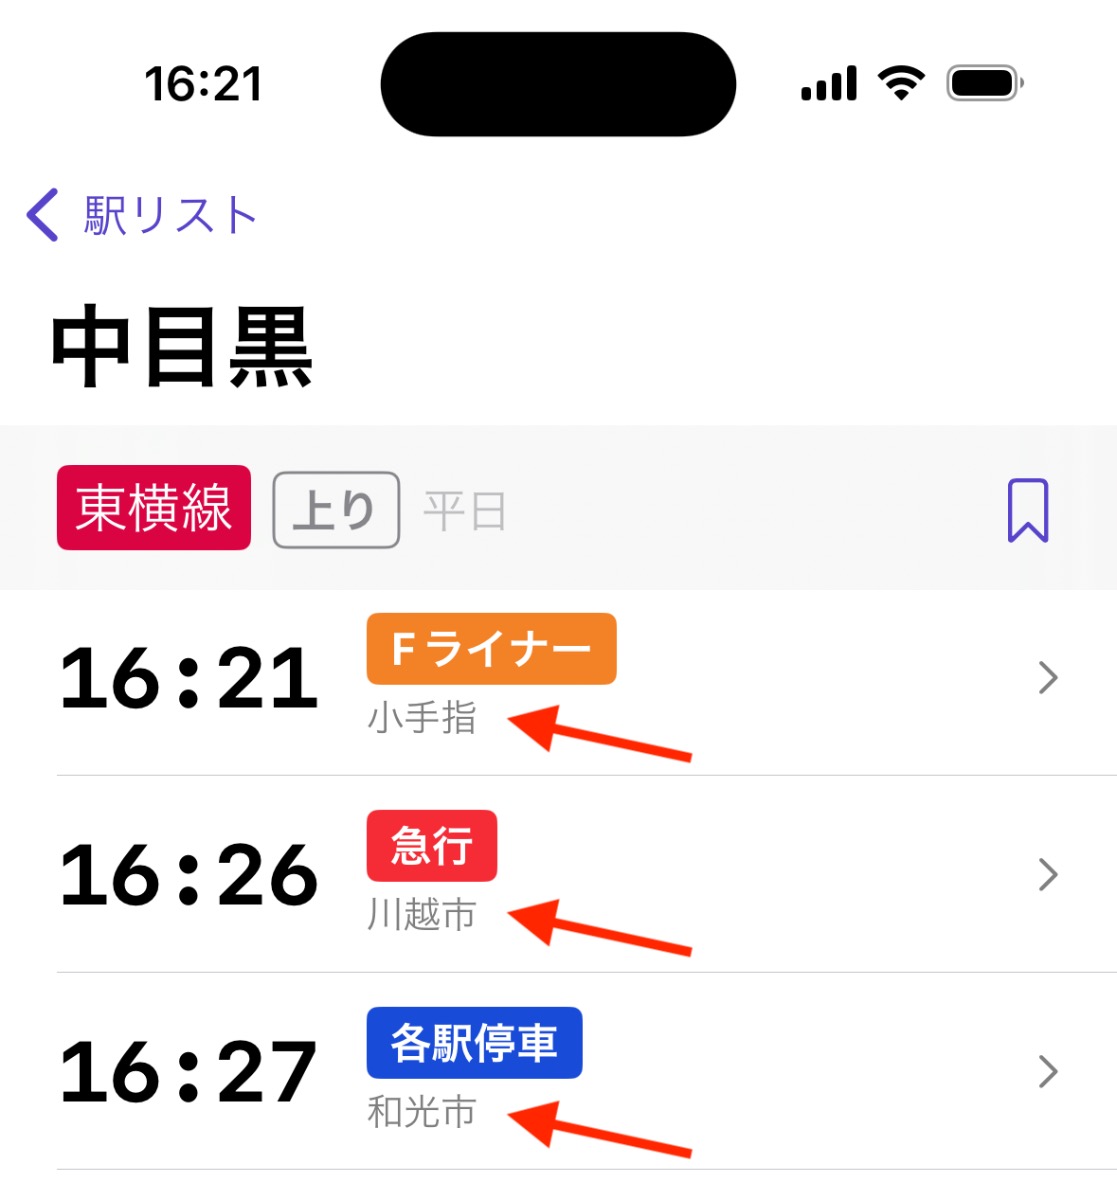 16:21
駅リスト
中目黒
東横線 上り 平日
16:21 Fライナー
小手指
16:26 急行
川越市
16:27 各駅停車
和光市